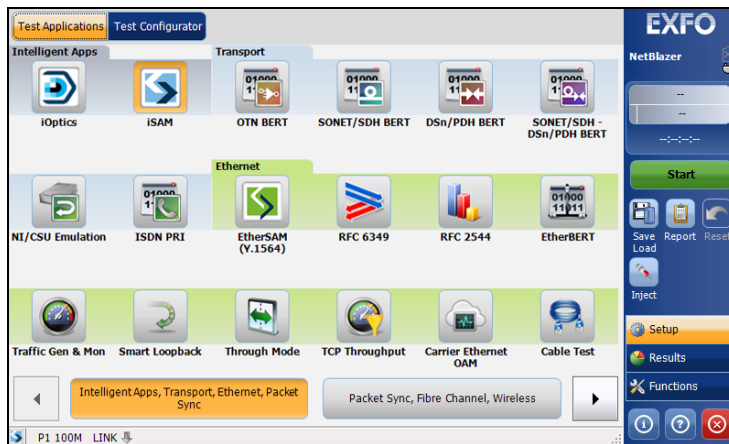 Test Applications Test Configurator
EXFO
Intelligent Apps Transport
NetBlazer
iOptics iSAM OTN BERT SONET/SDH BERT DSn/PDH BERT SONET/SDH -
DSn/PDH BERT
--
--
--:--:--
Start
Ethernet
NI/CSU Emulation ISDN PRI EtherSAM
(Y.1564) RFC 6349 RFC 2544 EtherBERT
Save
Load Report Reset
Inject
Traffic Gen & Mon Smart Loopback Through Mode TCP Throughput Carrier Ethernet
OAM Cable Test
Setup
Results
Functions
Intelligent Apps, Transport, Ethernet, Packet
Sync
Packet Sync, Fibre Channel, Wireless
P1 100M LINK